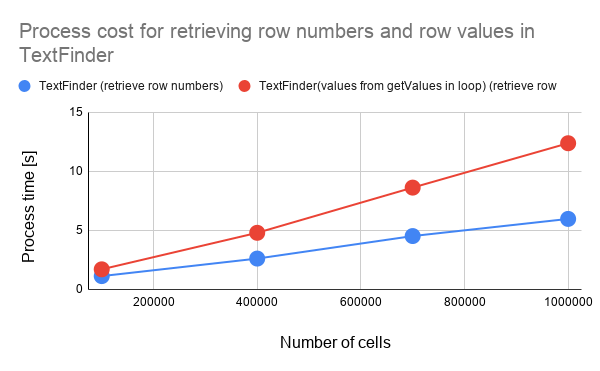 Process cost for retrieving row numbers and row values in
TextFinder
TextFinder (retrieve row numbers)
TextFinder(values from getValues in loop) (retrieve row
Process time [s]
15
10
5
0
200000
400000
600000
800000
1000000
Number of cells